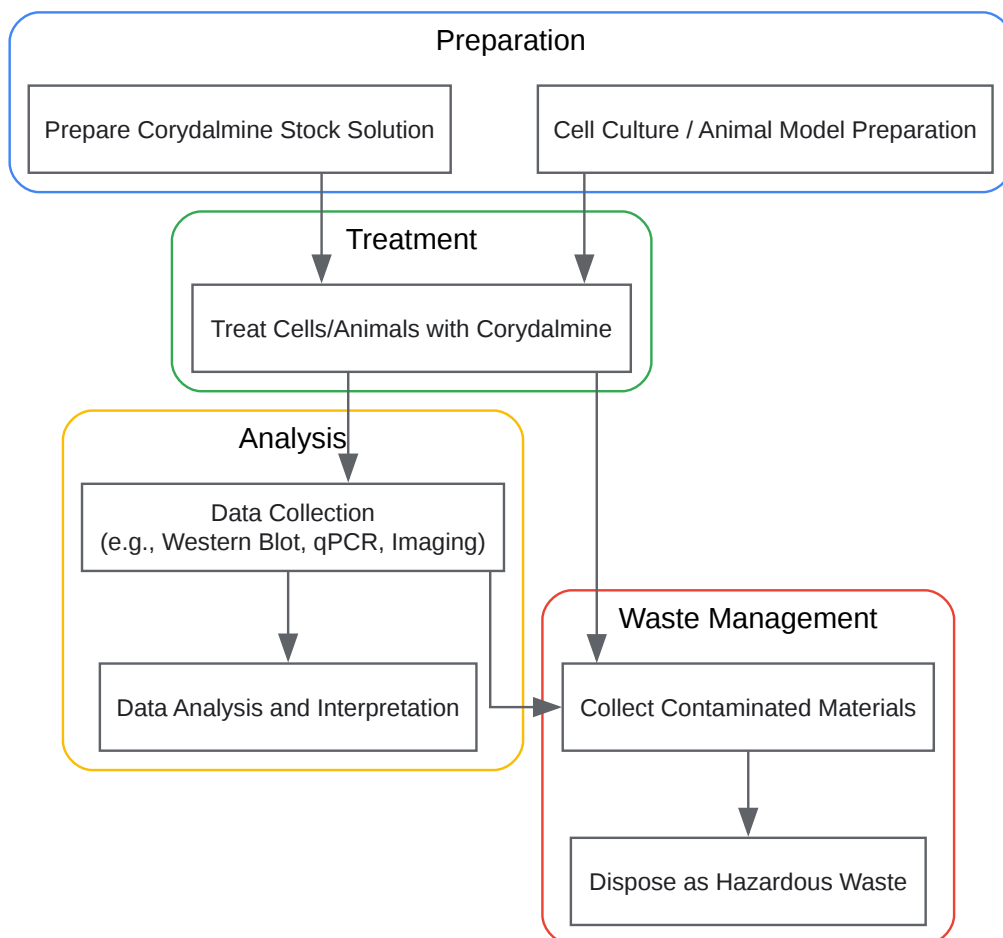 Preparation
Prepare Corydalmine Stock Solution
Cell Culture / Animal Model Preparation
Treatment
Treat Cells/Animals with Corydalmine
Analysis
Data Collection
(e.g., Western Blot, qPCR, Imaging)
Waste Management
Data Analysis and Interpretation
Collect Contaminated Materials
Dispose as Hazardous Waste